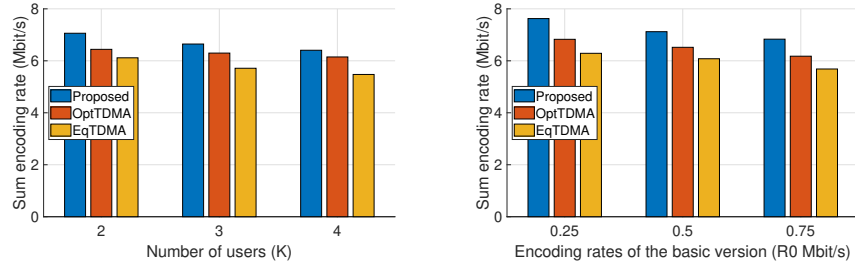 Sum encoding rate (Mbit/s)
8
6
4
2
0
Proposed
OptTDMA
EqTDMA
2
3
4
Number of users (K)
Sum encoding rate (Mbit/s)
8
6
4
2
0
Proposed
OptTDMA
EqTDMA
0.25
0.5
0.75
Encoding rates of the basic version (R0 Mbit/s)